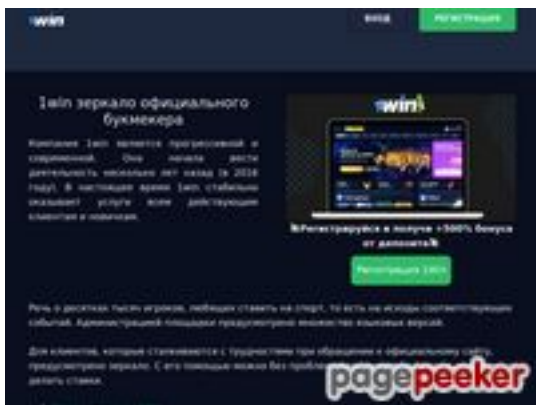 1win
ВХОД
РЕГИСТРАЦИЯ
1win зеркало официального
букмекера
1win
Компания 1win является прогрессивной и
современной. Она начала вести
деятельность несколько лет назад (в 2016
году). В настоящее время 1win стабильно
оказывает услуги всем действующим
клиентам и новичкам.
Регистрируйся и получи +500% бонуса
от депозита
Регистрация 1win
Речь о десятках тысяч игроков, любящих ставить на спорт, то есть на исходы соответствующих
событий. Администрацией площадки предусмотрено множество языковых версий.
Для клиентов, которые сталкиваются с трудностями при обращении к официальному сайту,
предусмотрено зеркало. С его помощью можно без пробле
делать ставки.
pagepeeker